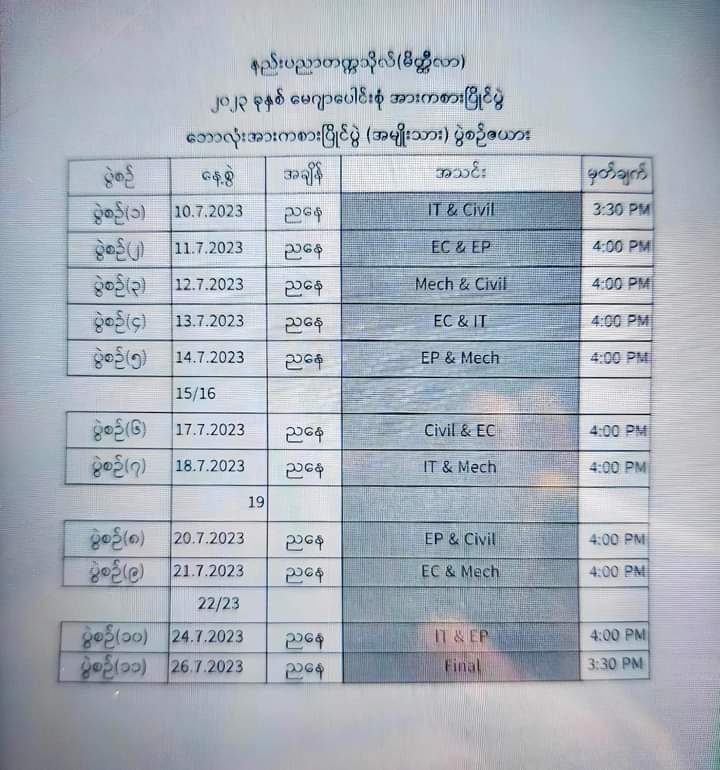 နည်းပညာတက္ကသိုလ်(မိတ္ထီလာ)
၂၀၂၃ ခုနှစ် မေဂျာပေါင်းစုံ အားကစားပြိုင်ပွဲ
ဘောလုံးအားကစားပြိုင်ပွဲ (အမျိုးသား) ပွဲစဉ်ဇယား
ပွဲစဉ် နေ့စွဲ အချိန် အသင်း မှတ်ချက်
ပွဲစဉ်(၁) 10.7.2023 ညနေ IT & Civil 3:30 PM
ပွဲစဉ်(၂) 11.7.2023 ညနေ EC & EP 4:00 PM
ပွဲစဉ်(၃) 12.7.2023 ညနေ Mech & Civil 4:00 PM
ပွဲစဉ်(၄) 13.7.2023 ညနေ EC & IT 4:00 PM
ပွဲစဉ်(၅) 14.7.2023 ညနေ EP & Mech 4:00 PM
15/16
ပွဲစဉ်(၆) 17.7.2023 ညနေ Civil & EC 4:00 PM
ပွဲစဉ်(၇) 18.7.2023 ညနေ IT & Mech 4:00 PM
19
ပွဲစဉ်(၈) 20.7.2023 ညနေ EP & Civil 4:00 PM
ပွဲစဉ်(၉) 21.7.2023 ညနေ EC & Mech 4:00 PM
22/23
ပွဲစဉ်(၁၀) 24.7.2023 ညနေ IT & EP 4:00 PM
ပွဲစဉ်(၁၁) 26.7.2023 ညနေ Final 3:30 PM